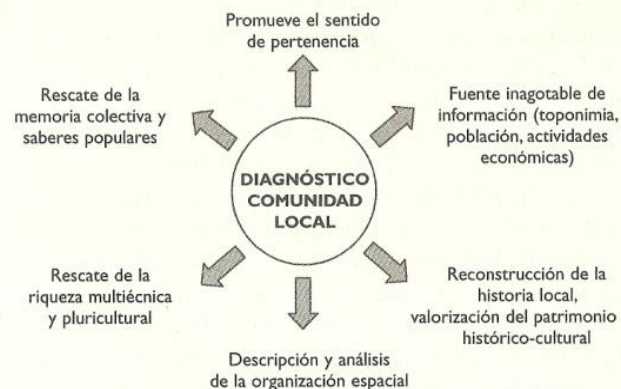 Promueve el sentido
de pertenencia
Rescate de la
memoria colectiva y
saberes populares
Fuente inagotable de
información (toponimia,
población, actividades
económicas)
DIAGNÓSTICO
COMUNIDAD
LOCAL
Rescate de la
riqueza multiécnica
y pluricultural
Reconstrucción de la
historia local,
valorización del patrimonio
histórico-cultural
Descripción y análisis
de la organización espacial